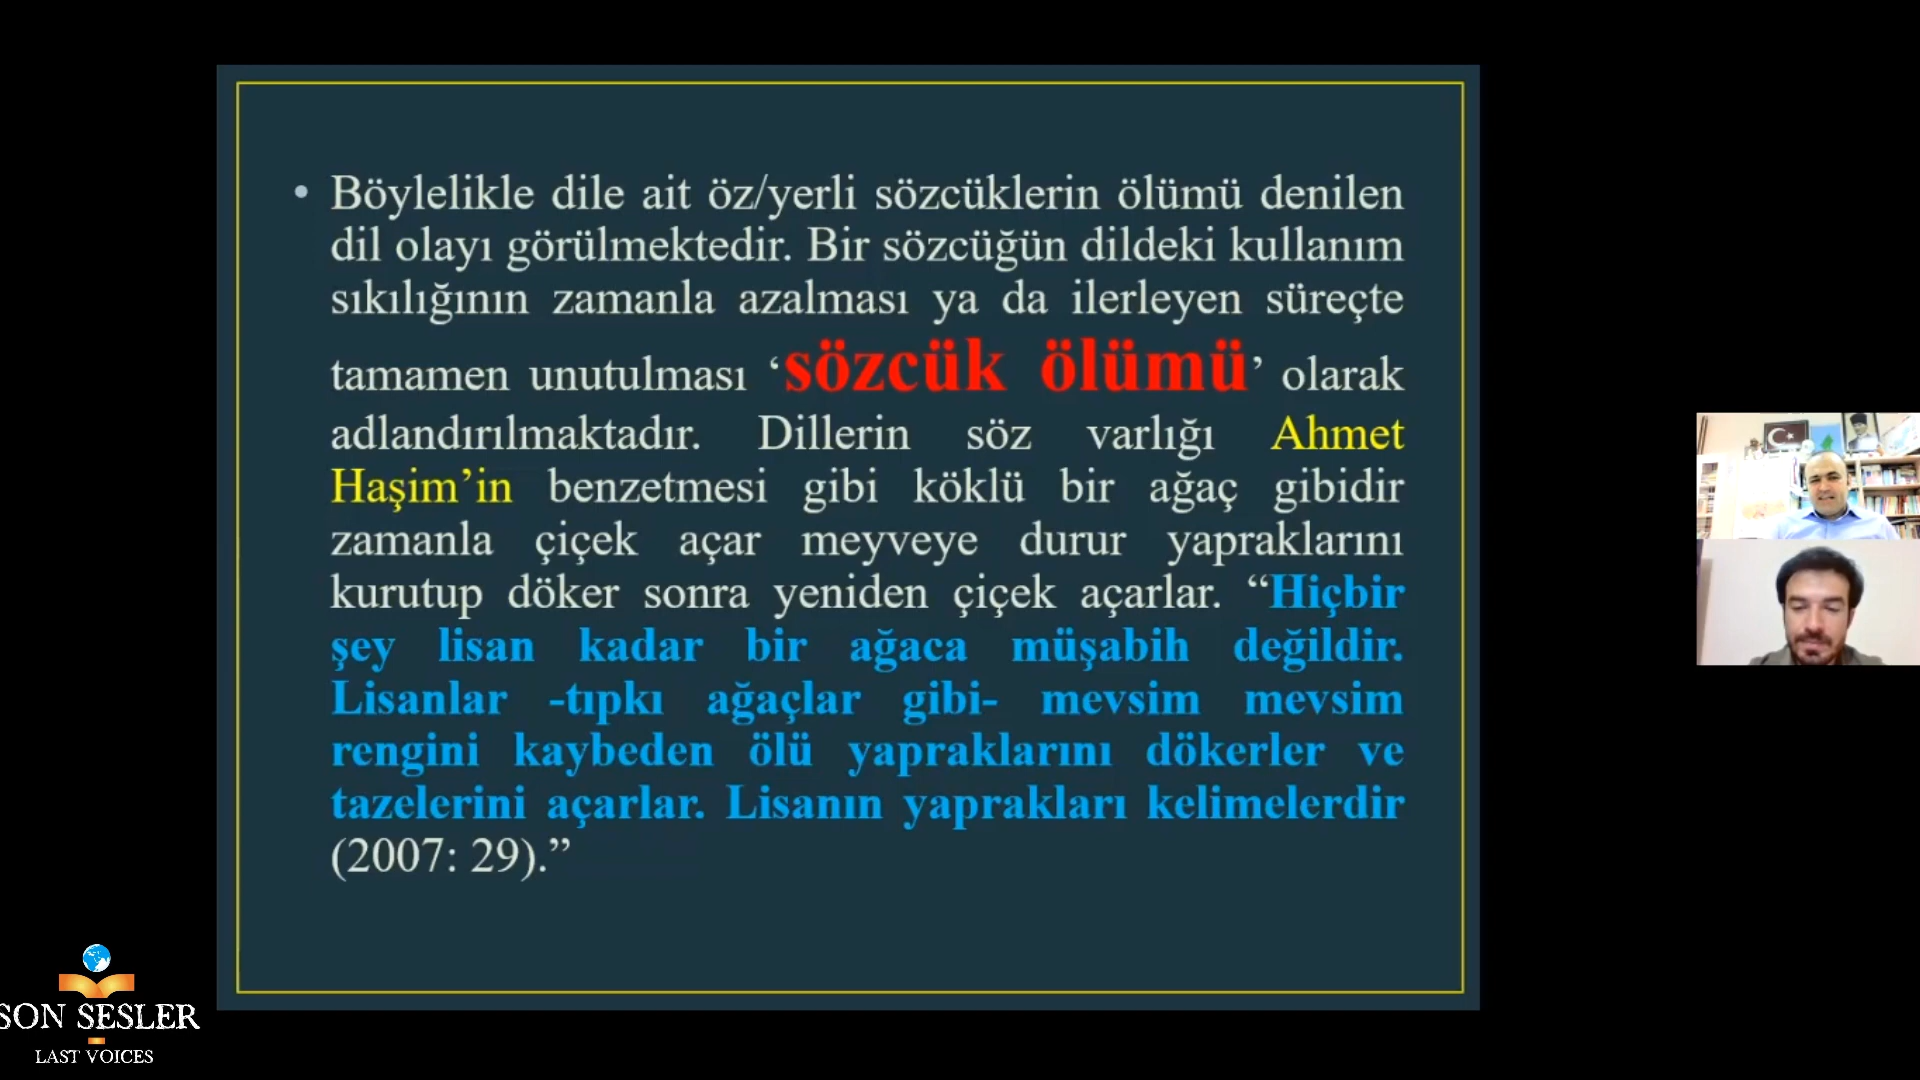 • Böylelikle dile ait öz/yerli sözcüklerin ölümü denilen
dil olayı görülmektedir. Bir sözcüğün dildeki kullanım
sıkılığının zamanla azalması ya da ilerleyen süreçte
tamamen unutulması ‘sözcük ölümü’ olarak
adlandırılmaktadır. Dillerin söz varlığı Ahmet
Haşim’in benzetmesi gibi köklü bir ağaç gibidir
zamanla çiçek açar meyveye durur yapraklarını
kurutup döker sonra yeniden çiçek açarlar. “Hiçbir
şey lisan kadar bir ağaca müşabih değildir.
Lisanlar -tıpkı ağaçlar gibi- mevsim mevsim
rengini kaybeden ölü yapraklarını dökerler ve
tazelerini açarlar. Lisanın yaprakları kelimelerdir
(2007: 29).”
SON SESLER
LAST VOICES